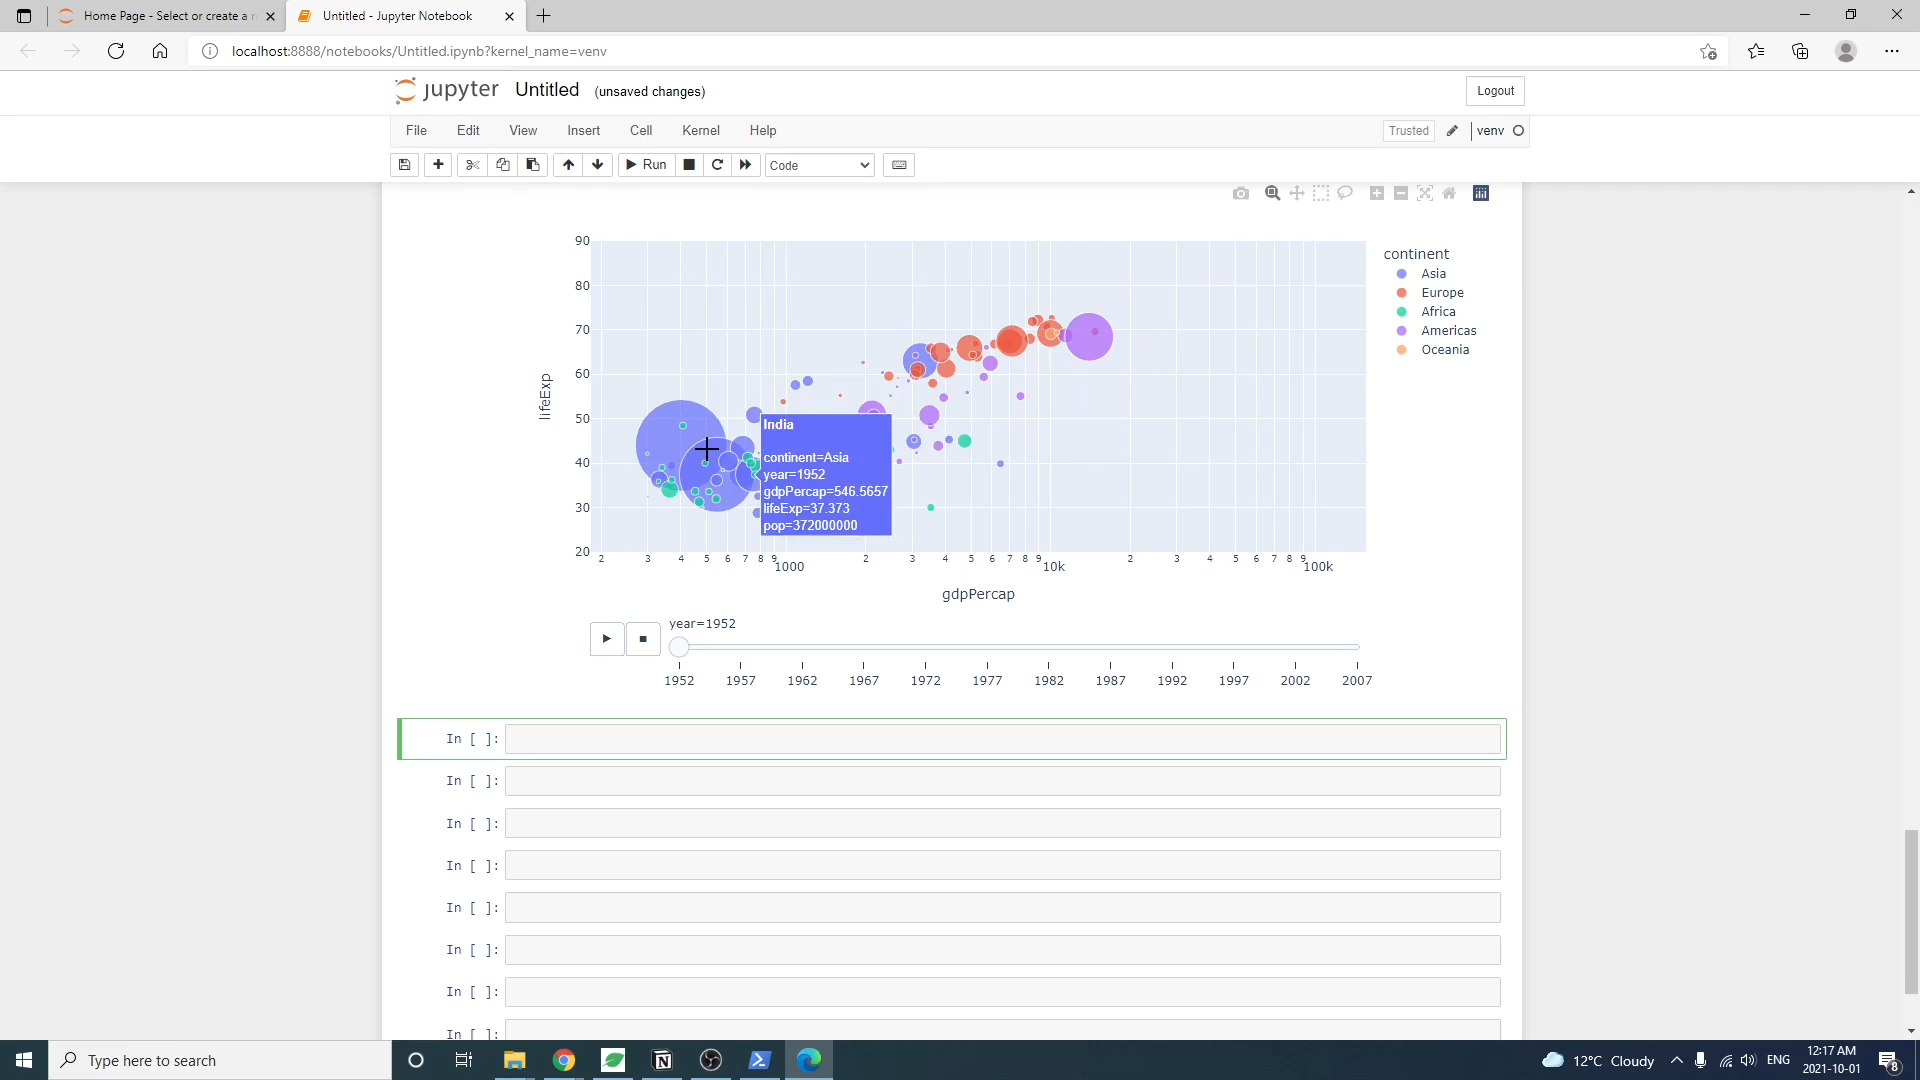 Home Page - Select or create a n
Untitled - Jupyter Notebook
localhost:8888/notebooks/Untitled.ipynb?kernel_name=venv
jupyter Untitled (unsaved changes)
Logout
File Edit View Insert Cell Kernel Help
Trusted venv
Run Code
90
80
70
60
50
40
30
20
lifeExp
continent
Asia
Europe
Africa
Americas
Oceania
India
continent=Asia
year=1952
gdpPercap=546.5657
lifeExp=37.373
pop=372000000
2 3 4 5 6 7 8 9 1000 2 3 4 5 6 7 8 9 10k 2 3 4 5 6 7 8 9 100k
gdpPercap
year=1952
1952 1957 1962 1967 1972 1977 1982 1987 1992 1997 2002 2007
In [ ]:
In [ ]:
In [ ]:
In [ ]:
In [ ]:
In [ ]:
In [ ]:
In [ ]:
Type here to search
N
12°C Cloudy
ENG
12:17 AM
2021-10-01
8